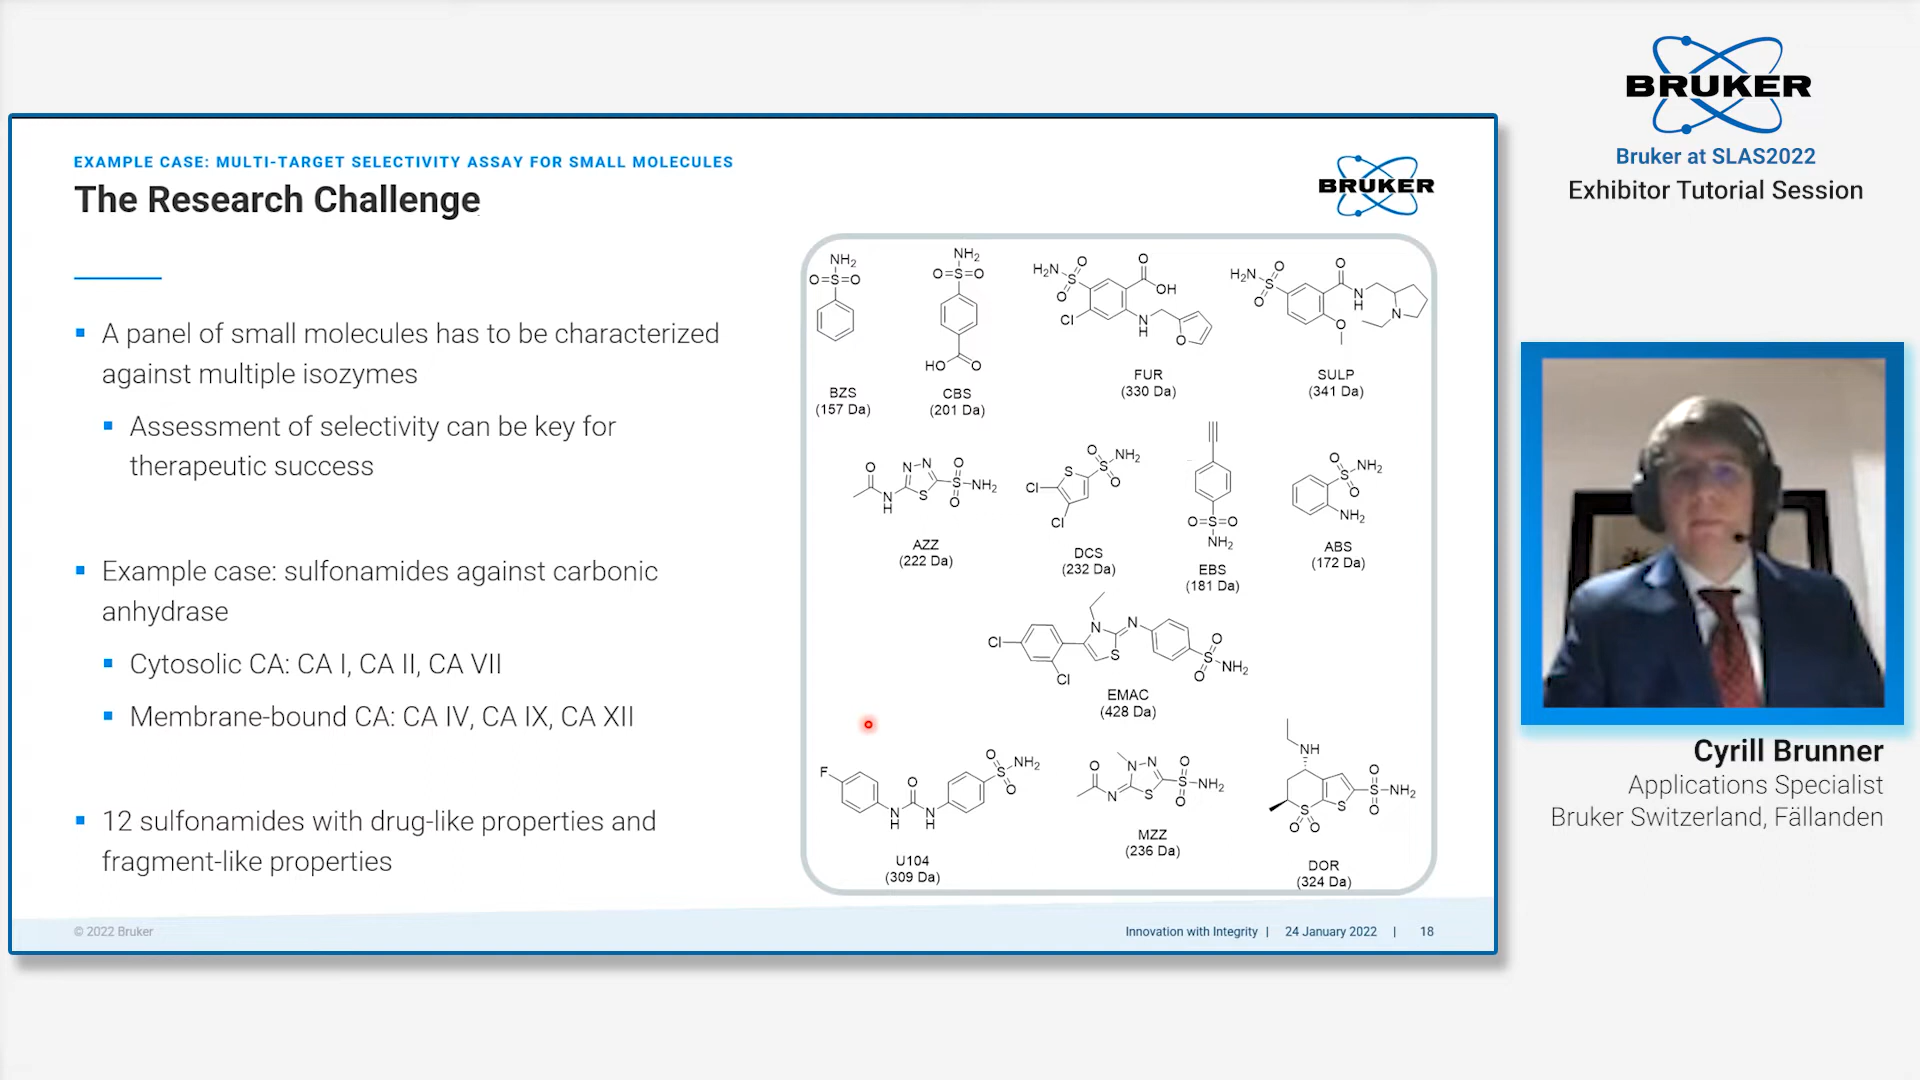 EXAMPLE CASE: MULTI-TARGET SELECTIVITY ASSAY FOR SMALL MOLECULES
The Research Challenge
BRUKER
A panel of small molecules has to be characterized
against multiple isozymes
Assessment of selectivity can be key for
therapeutic success
Example case: sulfonamides against carbonic
anhydrase
Cytosolic CA: CA I, CA II, CA VII
Membrane-bound CA: CA IV, CA IX, CA XII
12 sulfonamides with drug-like properties and
fragment-like properties
NH₂
O=S=O
BZS
(157 Da)
NH₂
O=S=O
HO
O
CBS
(201 Da)
H₂N
O
S
O
O
OH
Cl
N
H
O
FUR
(330 Da)
H₂N
O
S
O
O
N
H
N
O
SULP
(341 Da)
O
N
H
N
N
S
O
S
O
NH₂
AZZ
(222 Da)
Cl
Cl
S
O
S
O
NH₂
DCS
(232 Da)
O=S=O
NH₂
EBS
(181 Da)
O
S
O
NH₂
NH₂
ABS
(172 Da)
Cl
Cl
N
S
N
O
S
O
NH₂
EMAC
(428 Da)
F
N
H
O
N
H
O
S
O
NH₂
U104
(309 Da)
O
N
N
N
S
O
S
O
NH₂
MZZ
(236 Da)
NH
S
O
O
S
O
S
O
NH₂
DOR
(324 Da)
© 2022 Bruker
Innovation with Integrity | 24 January 2022 | 18
BRUKER
Bruker at SLAS2022
Exhibitor Tutorial Session
Cyrill Brunner
Applications Specialist
Bruker Switzerland, Fällanden